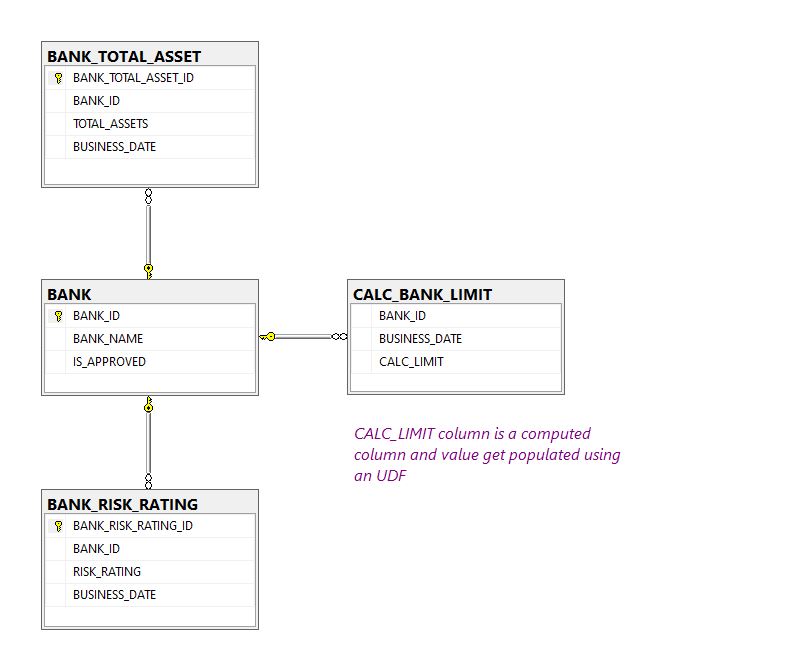 BANK_TOTAL_ASSET
BANK_TOTAL_ASSET_ID
BANK_ID
TOTAL_ASSETS
BUSINESS_DATE
BANK
BANK_ID
BANK_NAME
IS_APPROVED
CALC_BANK_LIMIT
BANK_ID
BUSINESS_DATE
CALC_LIMIT
CALC_LIMIT column is a computed
column and value get populated using
an UDF
BANK_RISK_RATING
BANK_RISK_RATING_ID
BANK_ID
RISK_RATING
BUSINESS_DATE